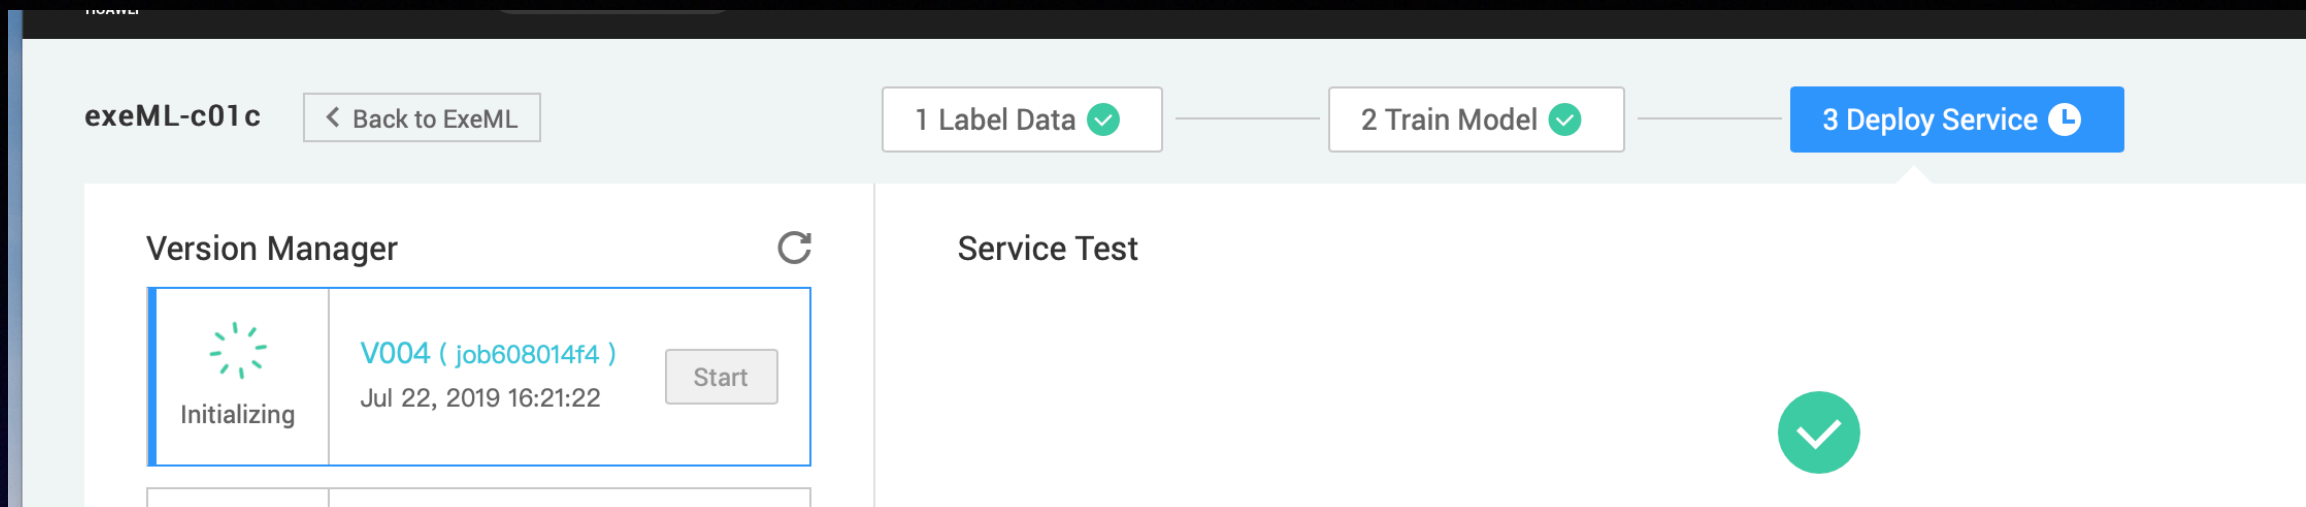 HUAWEI
exeML-c01c
Back to ExeML
1 Label Data
2 Train Model
3 Deploy Service
Version Manager
Initializing
V004 ( job608014f4 )
Jul 22, 2019 16:21:22
Start
Service Test